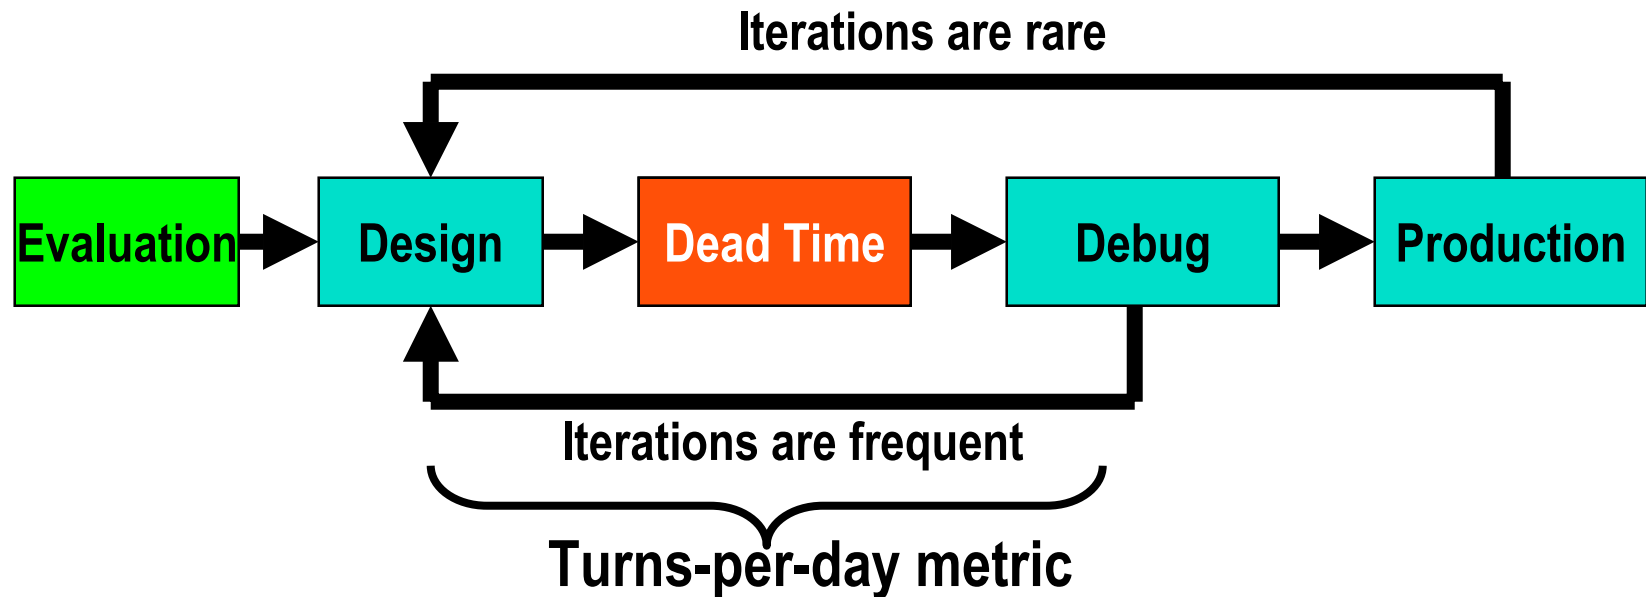 Iterations are rare
Evaluation
Design
Dead Time
Debug
Production
Iterations are frequent
Turns-per-day metric